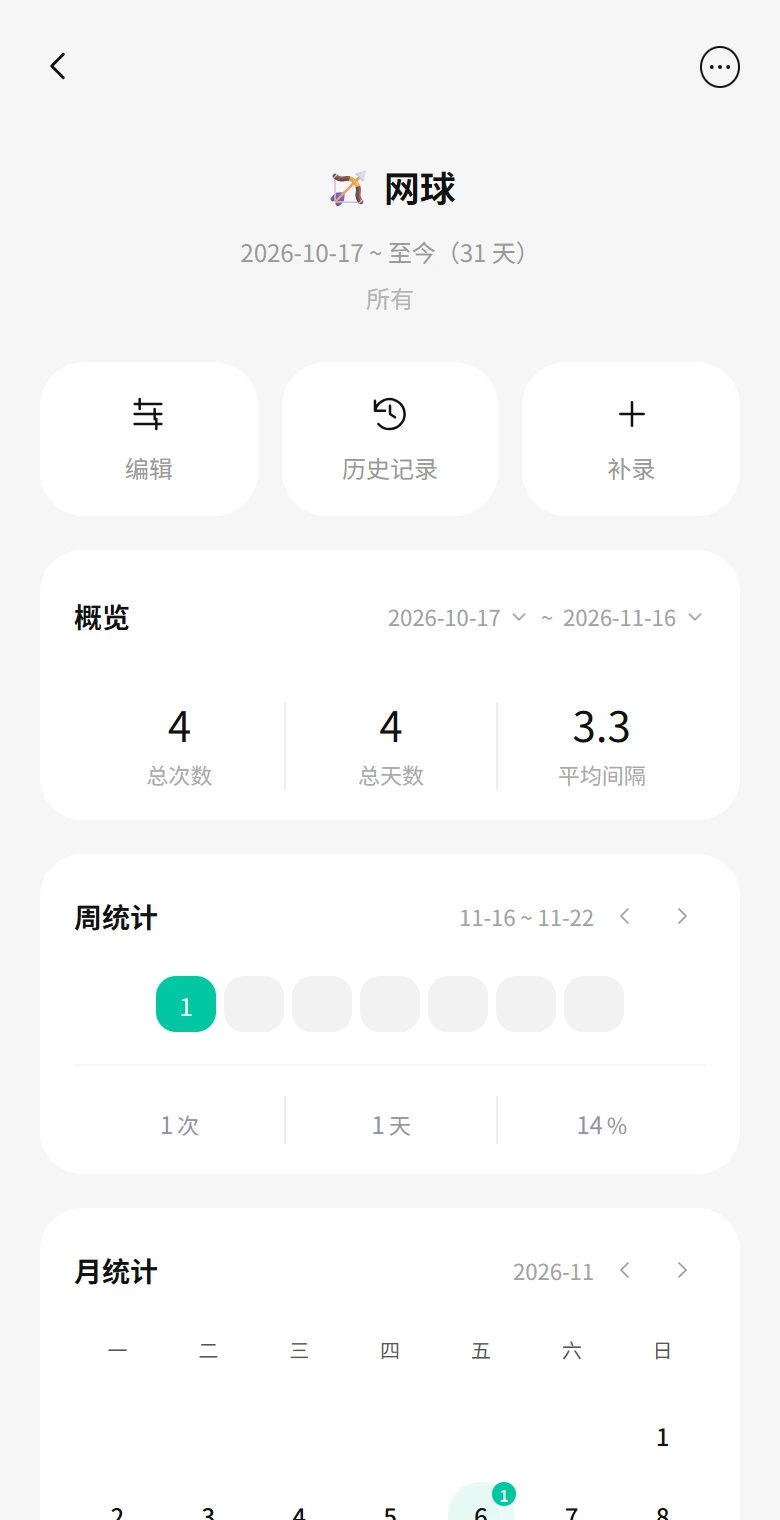 网球
2026-10-17 ~ 至今（31 天）
所有
编辑 历史记录 补录
概览 2026-10-17 ~ 2026-11-16
4 4 3.3
总次数 总天数 平均间隔
周统计 11-16 ~ 11-22
1
1 次 1 天 14 %
月统计 2026-11
一 二 三 四 五 六 日
1
1
2 3 4 5 6 7 8